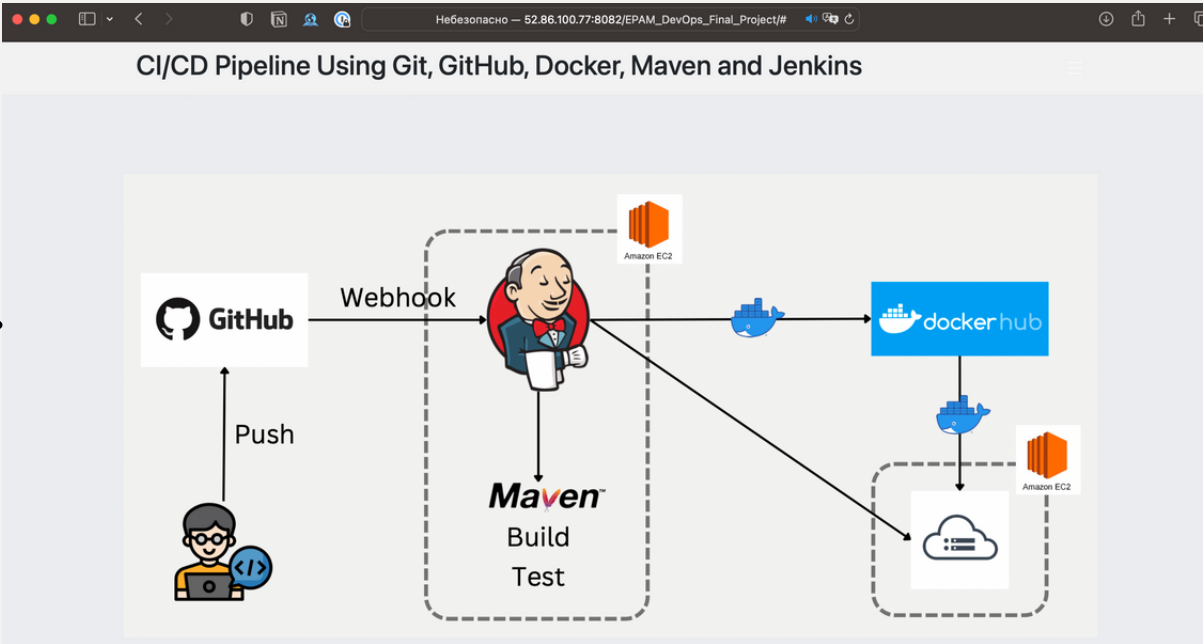 Небезопасно — 52.86.100.77:8082/EPAM_DevOps_Final_Project/#
CI/CD Pipeline Using Git, GitHub, Docker, Maven and Jenkins
Amazon EC2
Webhook
GitHub
dockerhub
Push
Amazon EC2
Maven™
Build
Test